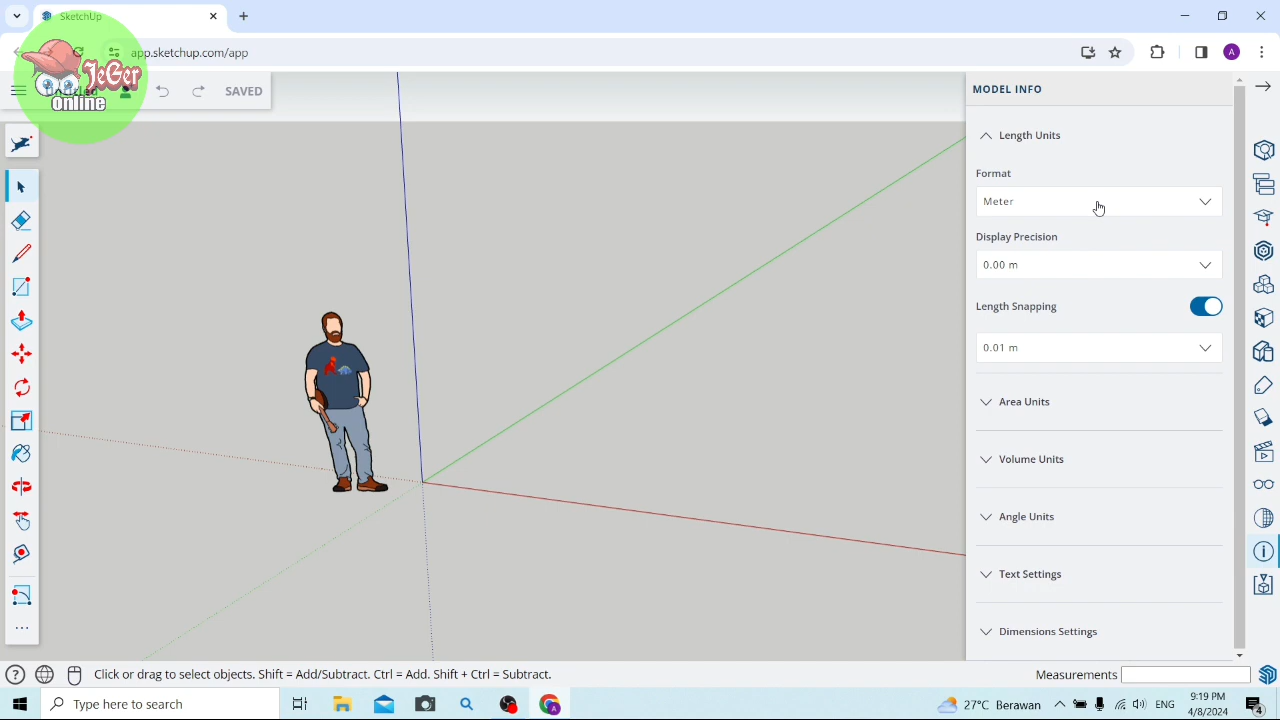 SketchUp
app.sketchup.com/app
A
JeGer
online
SAVED
MODEL INFO
Length Units
Format
Meter
Display Precision
0.00 m
Length Snapping
0.01 m
Area Units
Volume Units
Angle Units
Text Settings
Dimensions Settings
Click or drag to select objects. Shift = Add/Subtract. Ctrl = Add. Shift + Ctrl = Subtract.
Measurements
Type here to search
A
27°C Berawan
ENG
9:19 PM
4/8/2024
4